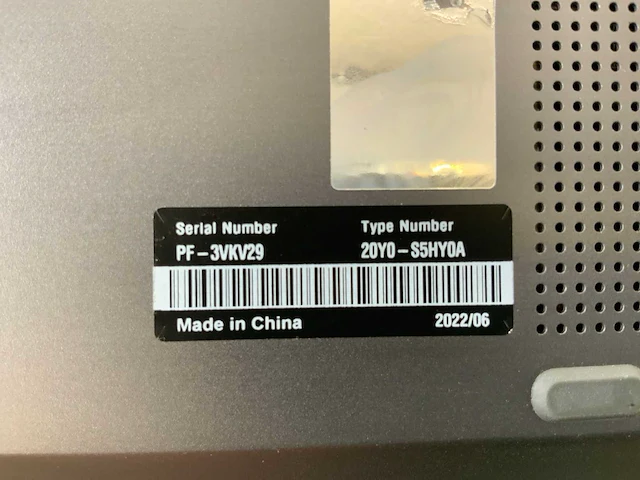 Serial Number Type Number
PF-3VKV29 20Y0-S5HY0A
Made in China 2022/06